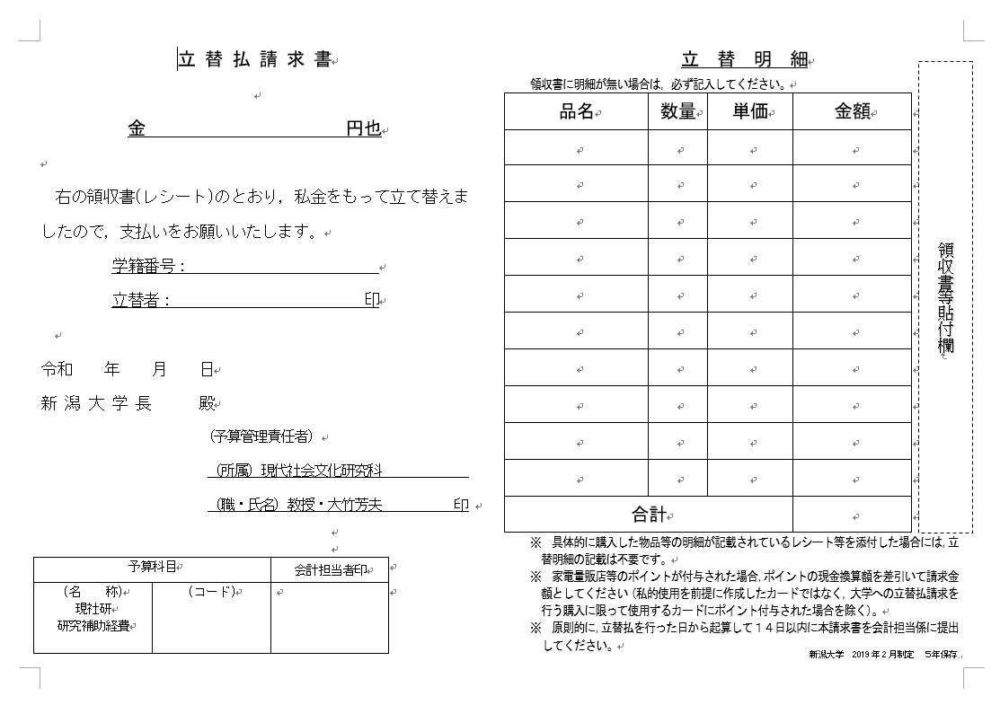 立替払請求書
金　　　　　　　　円也
右の領収書(レシート)のとおり，私金をもって立て替えま
したので，支払いをお願いいたします。
学籍番号：
立替者：　　　　　　　　印
令和　　年　　月　　日
新潟大学長　　　殿
（予算管理責任者）
（所属）現代社会文化研究科
（職・氏名）教授・大竹芳夫　　　　印
予算科目　会計担当者印
（名　　称）　（コード）
現社研
研究補助経費
立　替　明　細
領収書に明細が無い場合は，必ず記入してください。
品名　数量　単価　金額
合計
領収書等貼付欄
※　具体的に購入した物品等の明細が記載されているレシート等を添付した場合には，立
替明細の記載は不要です。
※　家電量販店等のポイントが付与された場合，ポイントの現金換算額を差引いて請求金
額としてください（私的使用を前提に作成したカードではなく，大学への立替払請求を
行う購入に限って使用するカードにポイント付与された場合を除く）。
※　原則的に，立替払を行った日から起算して１４日以内に本請求書を会計担当係に提出
してください。
新潟大学　2019年2月制定　5年保存